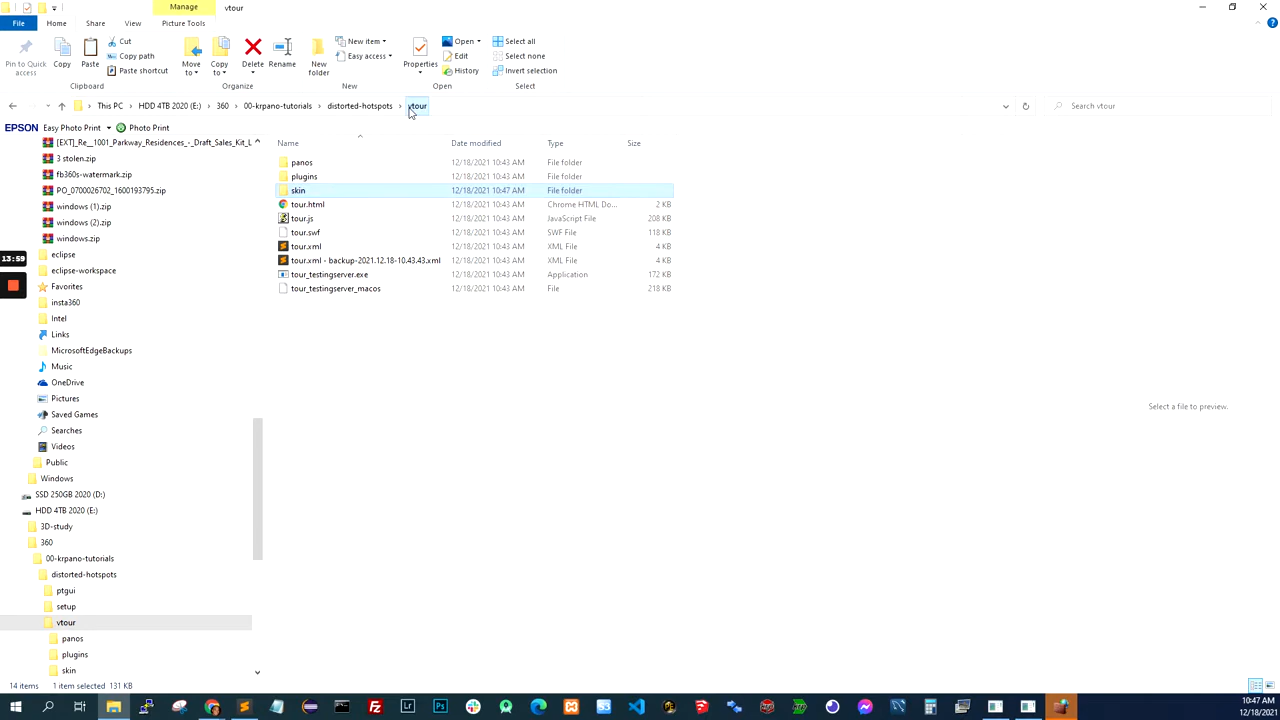 Manage
vtour
File
Home
Share
View
Picture Tools
Pin to Quick access
Copy
Paste
Cut
Copy path
Paste shortcut
Move to
Copy to
Delete
Rename
New folder
New item
Easy access
Properties
Open
Edit
History
Select all
Select none
Invert selection
Clipboard
Organize
New
Open
Select
This PC
HDD 4TB 2020 (E:)
360
00-krpano-tutorials
distorted-hotspots
vtour
Search vtour
EPSON
Easy Photo Print
Photo Print
[EXT]_Re__1001_Parkway_Residences_-_Draft_Sales_Kit_L
3 stolen.zip
fb360s-watermark.zip
PO_0700026702_1600193795.zip
windows (1).zip
windows (2).zip
windows.zip
eclipse
eclipse-workspace
Favorites
insta360
Intel
Links
MicrosoftEdgeBackups
Music
OneDrive
Pictures
Saved Games
Searches
Videos
Public
Windows
SSD 250GB 2020 (D:)
HDD 4TB 2020 (E:)
3D-study
360
00-krpano-tutorials
distorted-hotspots
ptgui
setup
vtour
panos
plugins
skin
13:59
Name Date modified Type Size
panos 12/18/2021 10:43 AM File folder
plugins 12/18/2021 10:43 AM File folder
skin 12/18/2021 10:47 AM File folder
tour.html 12/18/2021 10:43 AM Chrome HTML Do... 2 KB
tour.js 12/18/2021 10:43 AM JavaScript File 208 KB
tour.swf 12/18/2021 10:43 AM SWF File 118 KB
tour.xml 12/18/2021 10:43 AM XML File 4 KB
tour.xml - backup-2021.12.18-10.43.43.xml 12/18/2021 10:43 AM XML File 4 KB
tour_testingserver.exe 12/18/2021 10:43 AM Application 172 KB
tour_testingserver_macos 12/18/2021 10:43 AM File 218 KB
Select a file to preview.
14 items
1 item selected 131 KB
10:47 AM
12/18/2021